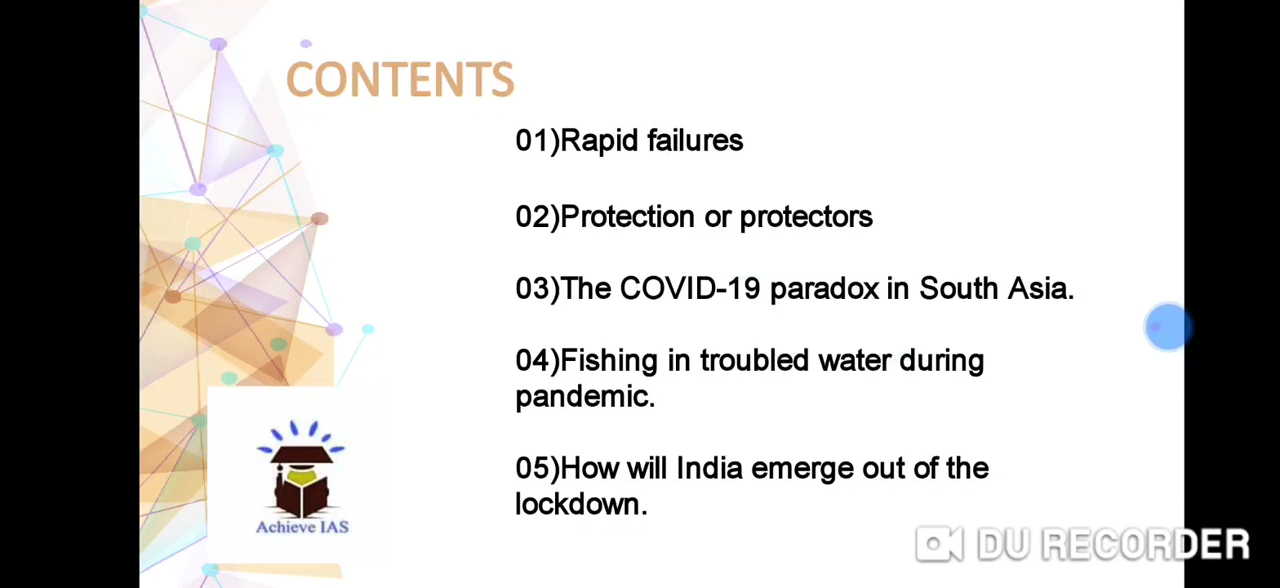 CONTENTS
01)Rapid failures
02)Protection or protectors
03)The COVID-19 paradox in South Asia.
04)Fishing in troubled water during
pandemic.
05)How will India emerge out of the
lockdown.
Achieve IAS
DU RECORDER